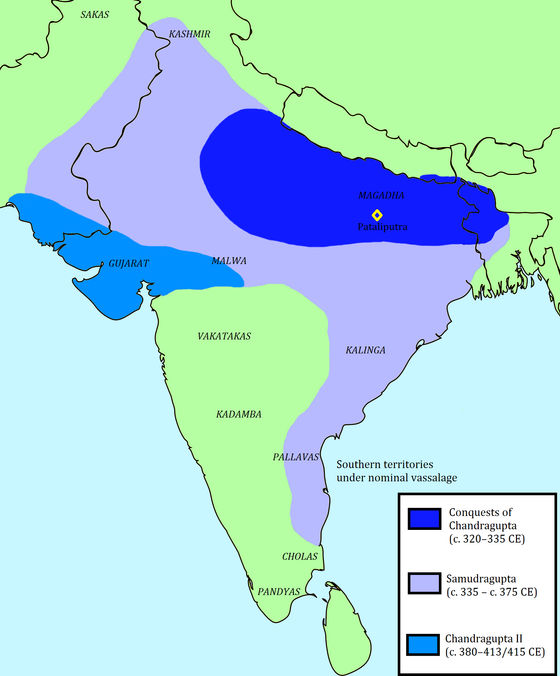 SAKAS
KASHMIR
MAGADHA
Pataliputra
GUJARAT
MALWA
VAKATAKAS
KALINGA
KADAMBA
PALLAVAS
Southern territories
under nominal vassalage
CHOLAS
PANDYAS
Conquests of
Chandragupta
(c. 320–335 CE)
Samudragupta
(c. 335 – c. 375 CE)
Chandragupta II
(c. 380–413/415 CE)